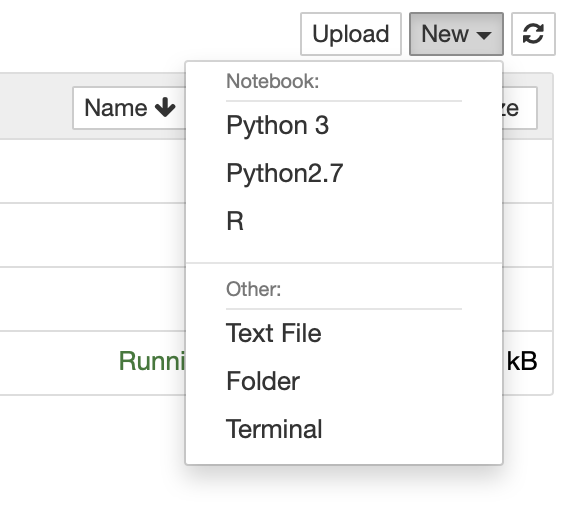 Upload New
Name
ze
Notebook:
Python 3
Python2.7
R
Other:
Text File
Runni kB
Folder
Terminal